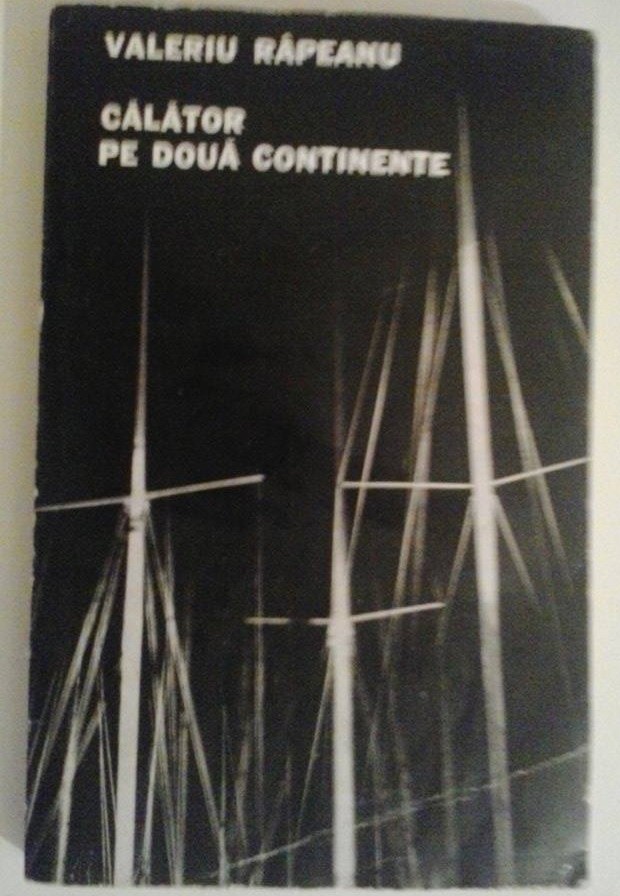 VALERIU RÂPEANU
CĂLĂTOR
PE DOUĂ CONTINENTE